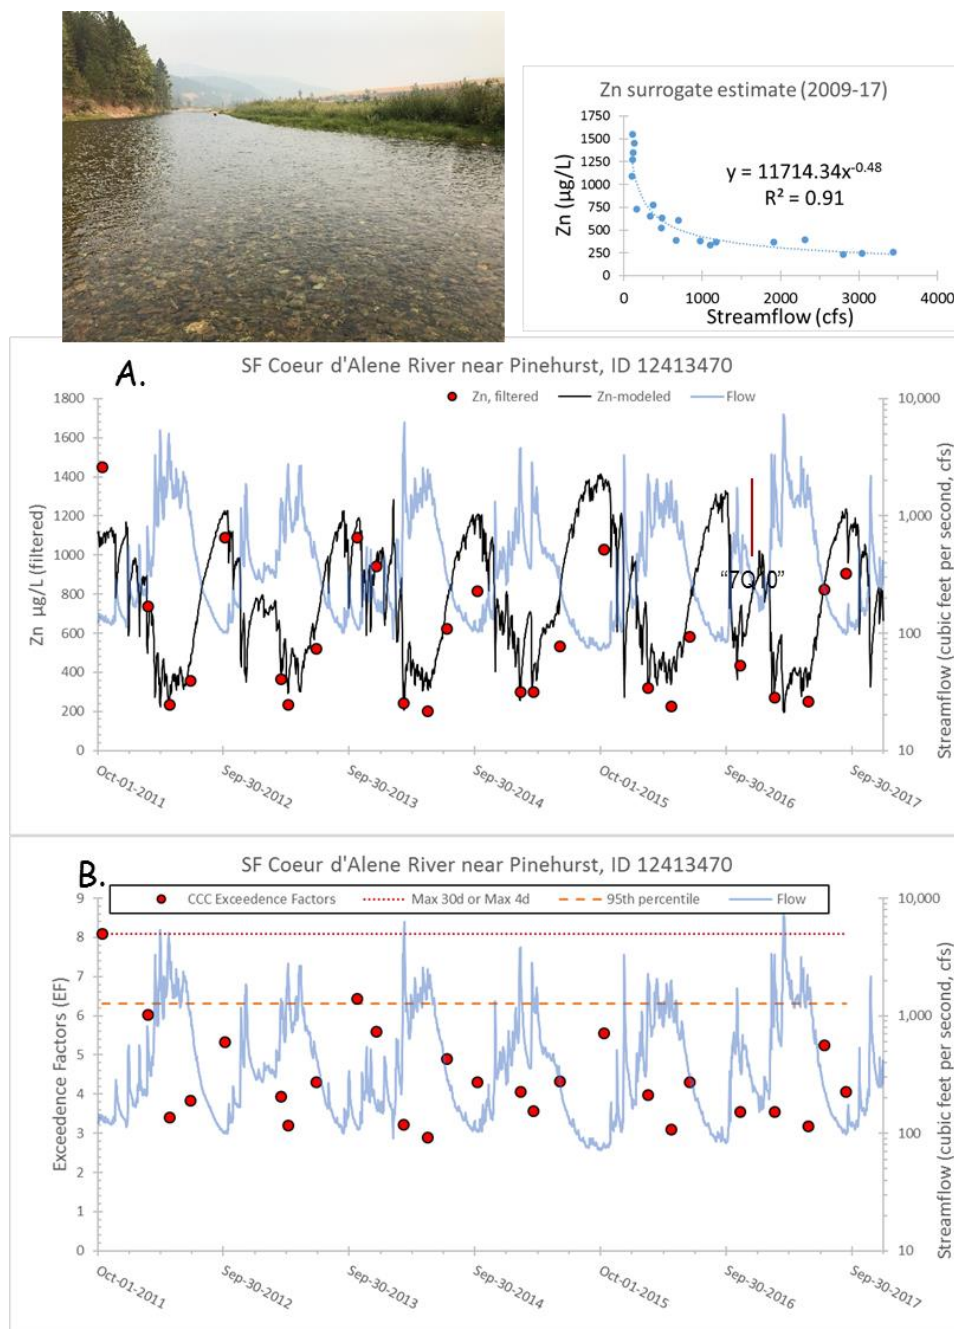 Zn surrogate estimate (2009-17)
1750
1500
1250
1000
750
500
250
0
Zn (µg/L)
y = 11714.34x^-0.48
R² = 0.91
0 1000 2000 3000 4000
Streamflow (cfs)
A.
SF Coeur d'Alene River near Pinehurst, ID 12413470
Zn, filtered Zn-modeled Flow
1800
1600
1400
1200
1000
800
600
400
200
0
Zn µg/L (filtered)
"7Q10"
10,000
1,000
100
10
Streamflow (cubic feet per second, cfs)
Oct-01-2011 Sep-30-2012 Sep-30-2013 Sep-30-2014 Oct-01-2015 Sep-30-2016 Sep-30-2017
B.
SF Coeur d'Alene River near Pinehurst, ID 12413470
CCC Exceedence Factors Max 30d or Max 4d 95th percentile Flow
9
8
7
6
5
4
3
2
1
0
Exceedence Factors (EF)
10,000
1,000
100
10
Streamflow (cubic feet per second, cfs)
Oct-01-2011 Sep-30-2012 Sep-30-2013 Sep-30-2014 Oct-01-2015 Sep-30-2016 Sep-30-2017